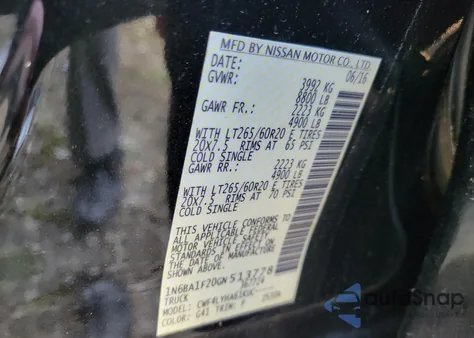 MFD BY NISSAN MOTOR CO., LTD.
DATE: 06/16
GVWR: 3992 KG
8800 LB
GAWR FR.: 2223 KG
4900 LB
WITH LT265/60R20 E TIRES
20X7.5 RIMS AT 65 PSI
COLD SINGLE
GAWR RR.: 2223 KG
4900 LB
WITH LT265/60R20 E TIRES
20X7.5 RIMS AT 70 PSI
COLD SINGLE
THIS VEHICLE CONFORMS TO
ALL APPLICABLE FEDERAL
MOTOR VEHICLE SAFETY
STANDARDS IN EFFECT ON
THE DATE OF MANUFACTURE
1N6BA1F20GN513778
TRUCK
COLOR: G41 TRIM: P
autoSnap